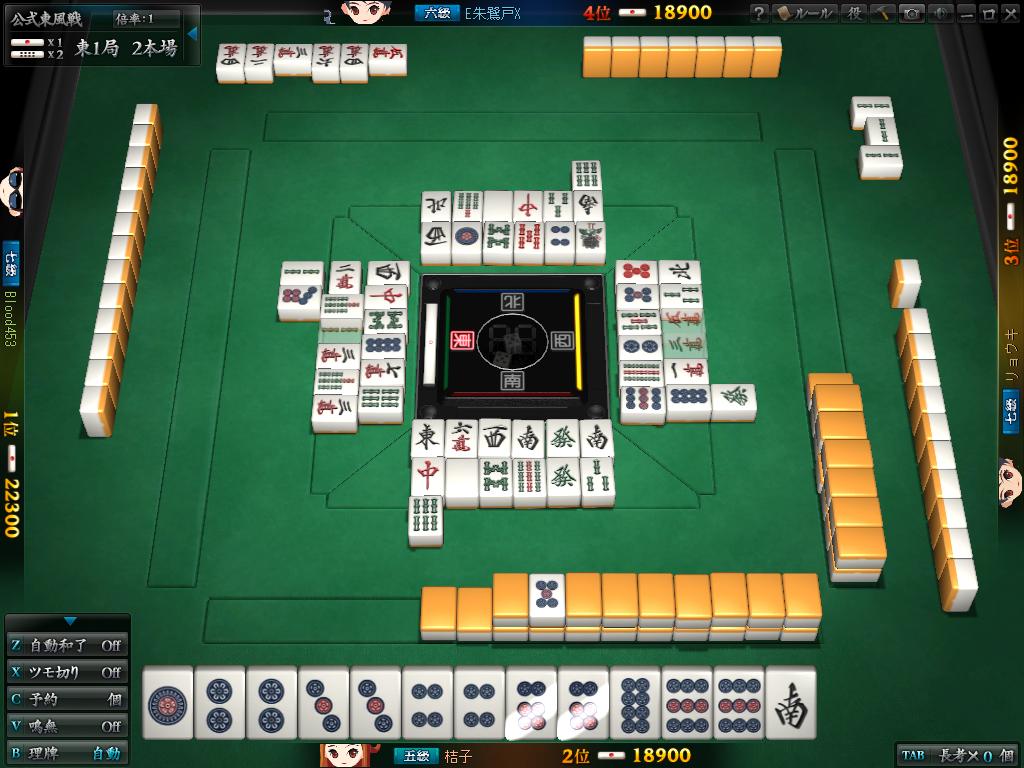 公式東風戦 倍率:1
x1
x2
東1局 2本場
六級 E朱鷺戸X
4位 18900
? ルール 役
3位 18900
七級 リョウキ
七級 Blood453
1位 22300
北
東
西
南
Z 自動和了 Off
X ツモ切り Off
C 予約 個
V 鳴無 Off
B 理牌 自動
五級 桔子
2位 18900
TAB 長考× 0 個